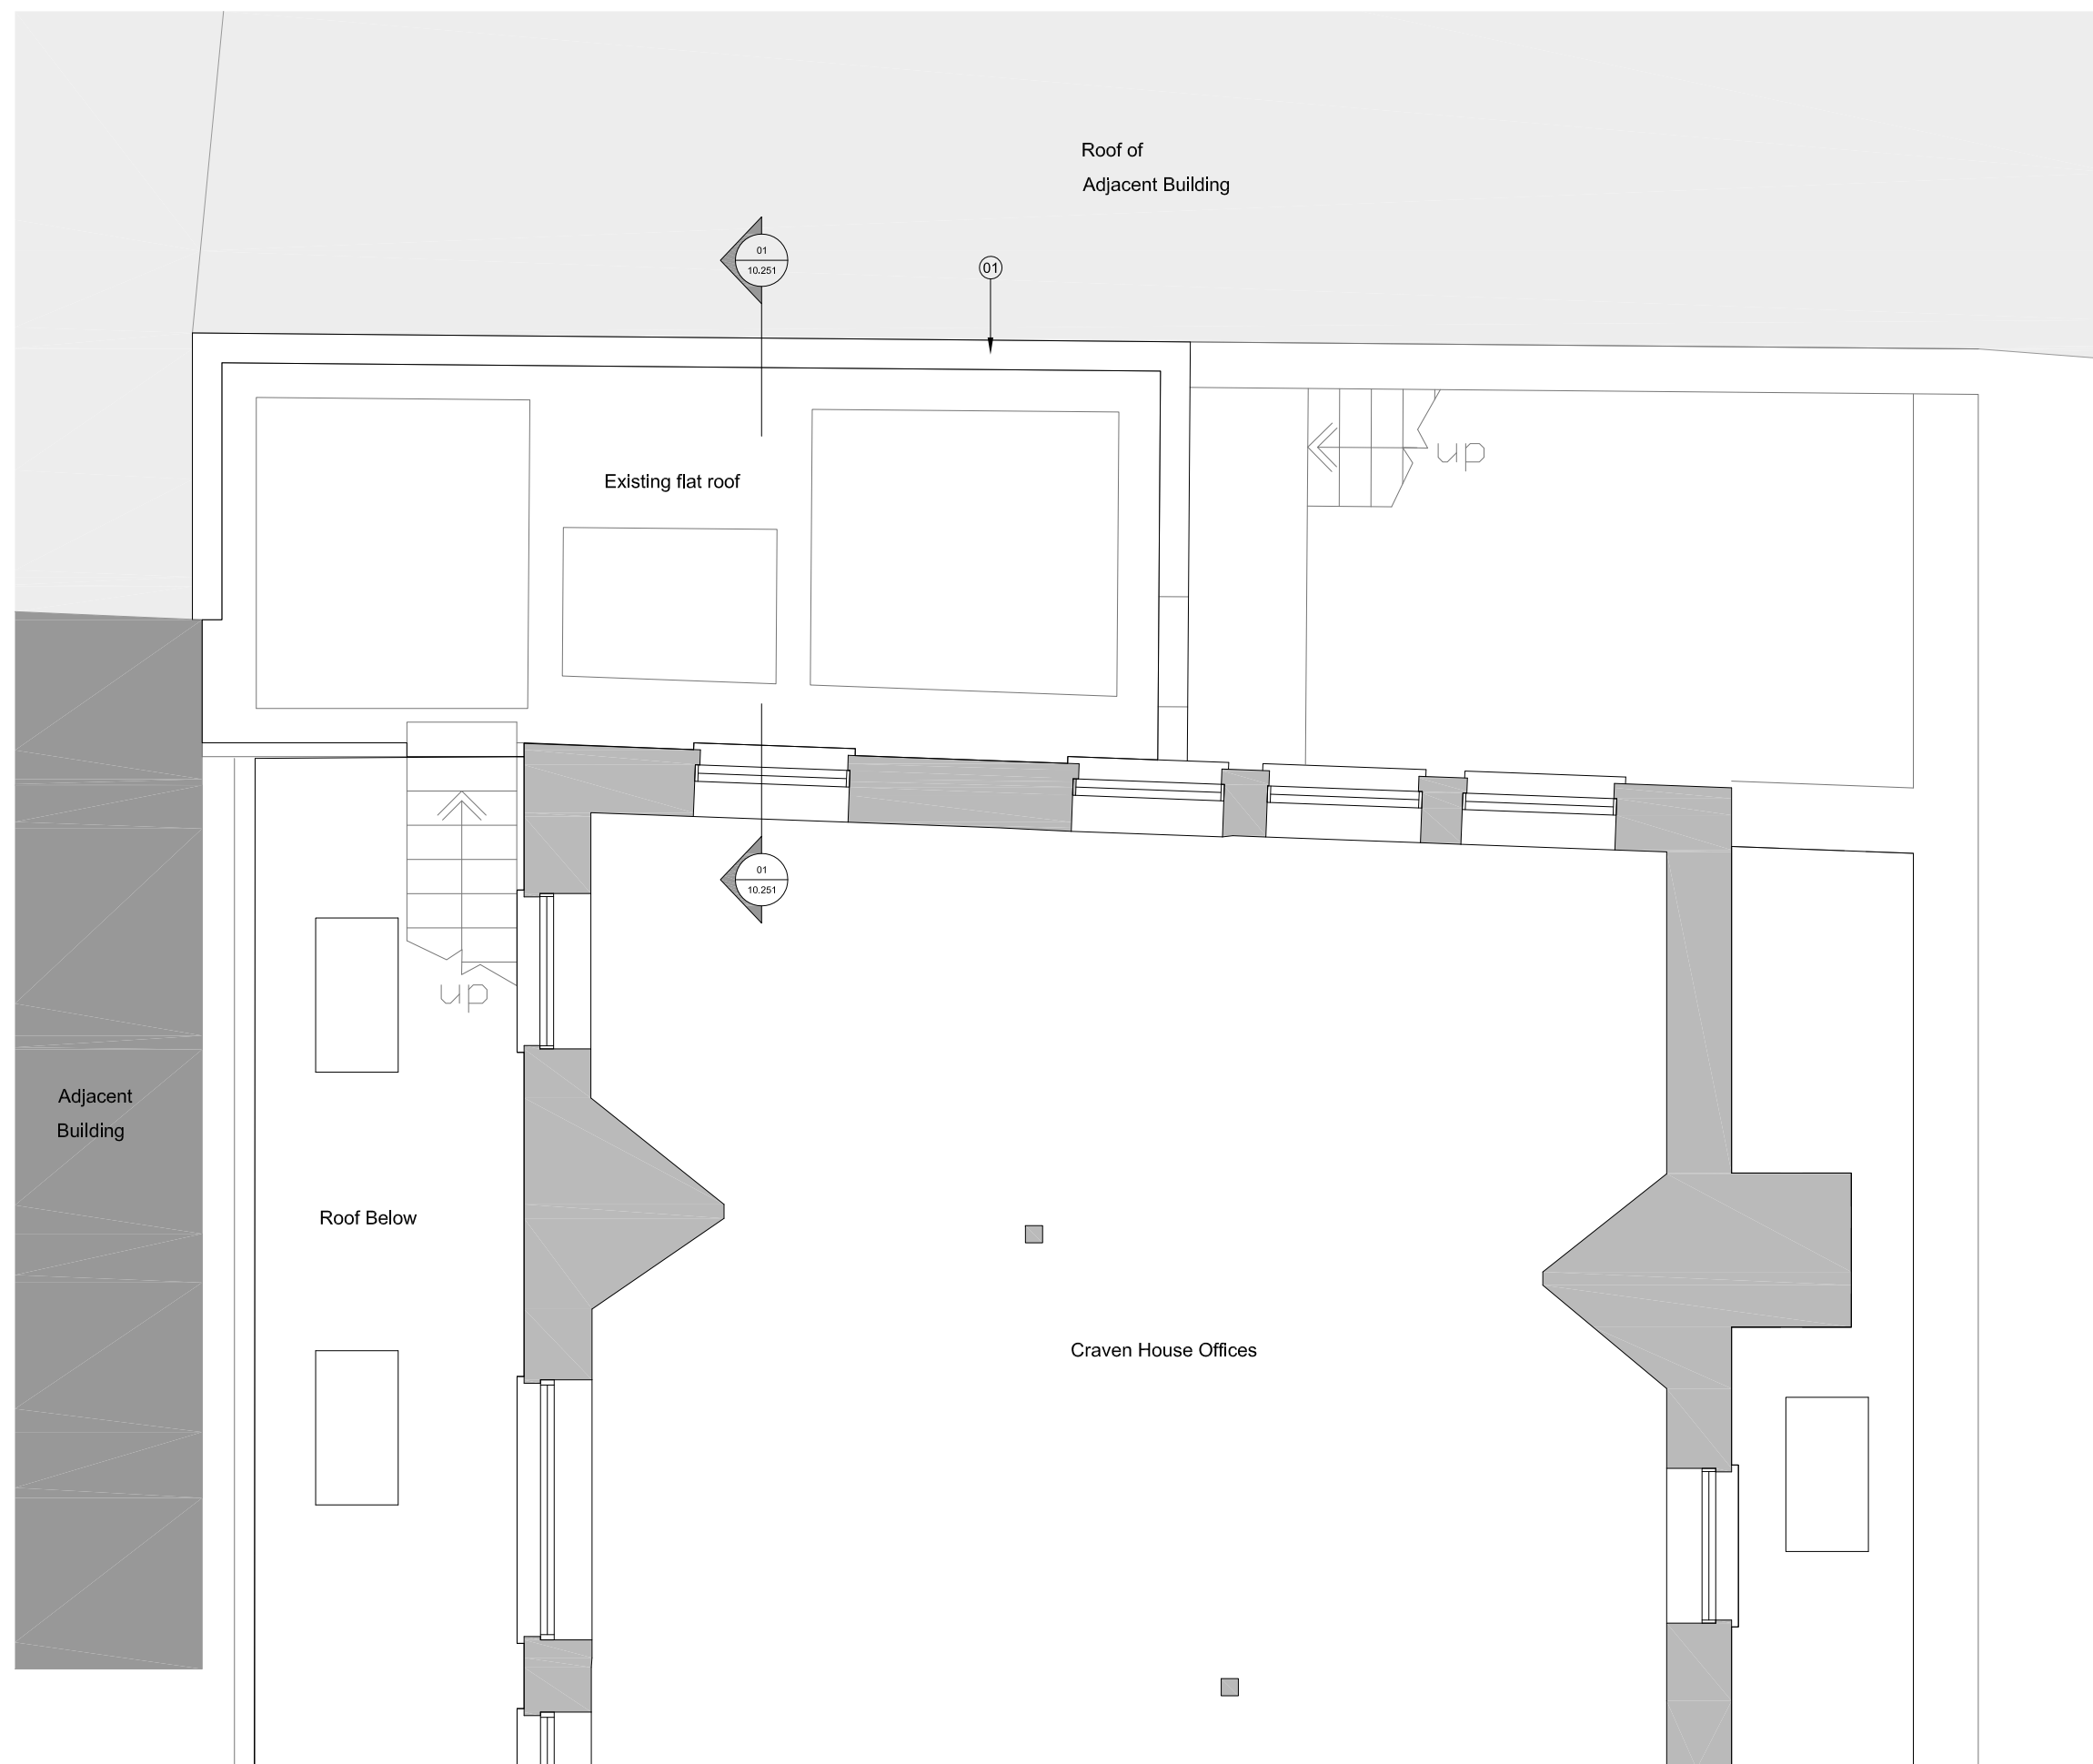 Roof of
Adjacent Building
01
10.251
01
Existing flat roof
up
01
10.251
up
Adjacent
Building
Roof Below
Craven House Offices